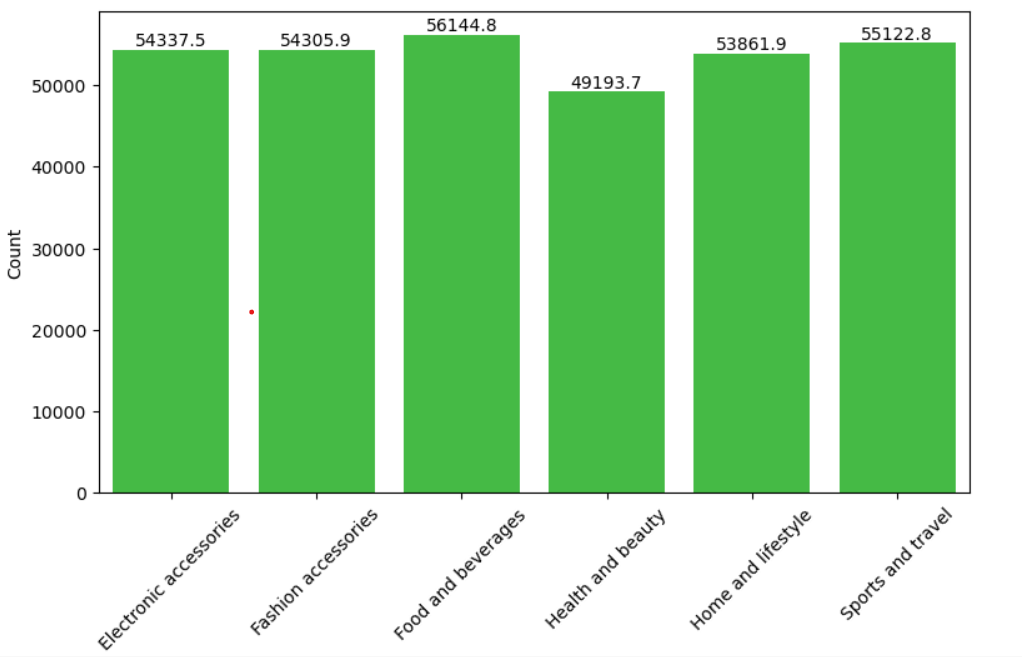 54337.5
54305.9
56144.8
49193.7
53861.9
55122.8
50000
40000
30000
20000
10000
0
Count
Electronic accessories
Fashion accessories
Food and beverages
Health and beauty
Home and lifestyle
Sports and travel